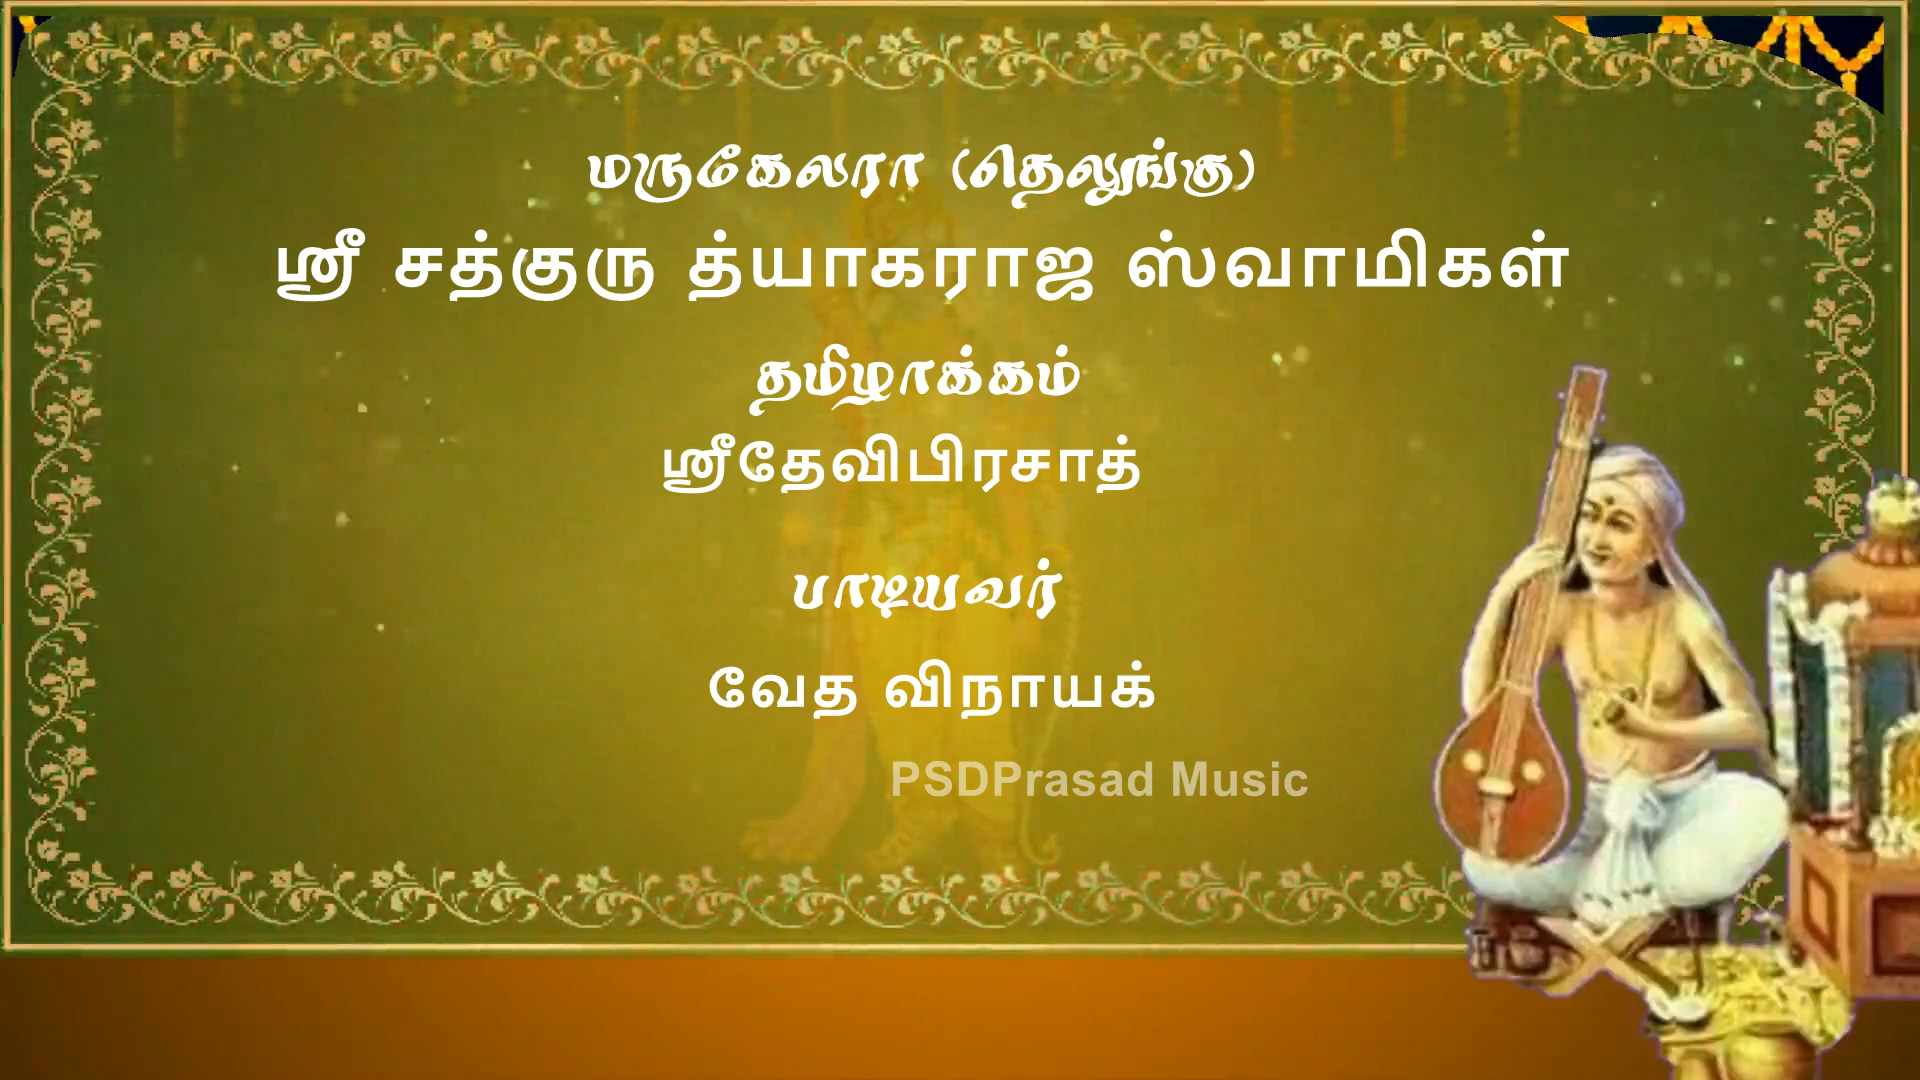 மருகேலரா (தெலுங்கு)
ஸ்ரீ சத்குரு த்யாகராஜ ஸ்வாமிகள்
தமிழாக்கம்
ஸ்ரீதேவிபிரசாத்
பாடியவர்
வேத விநாயக்
PSDPrasad Music